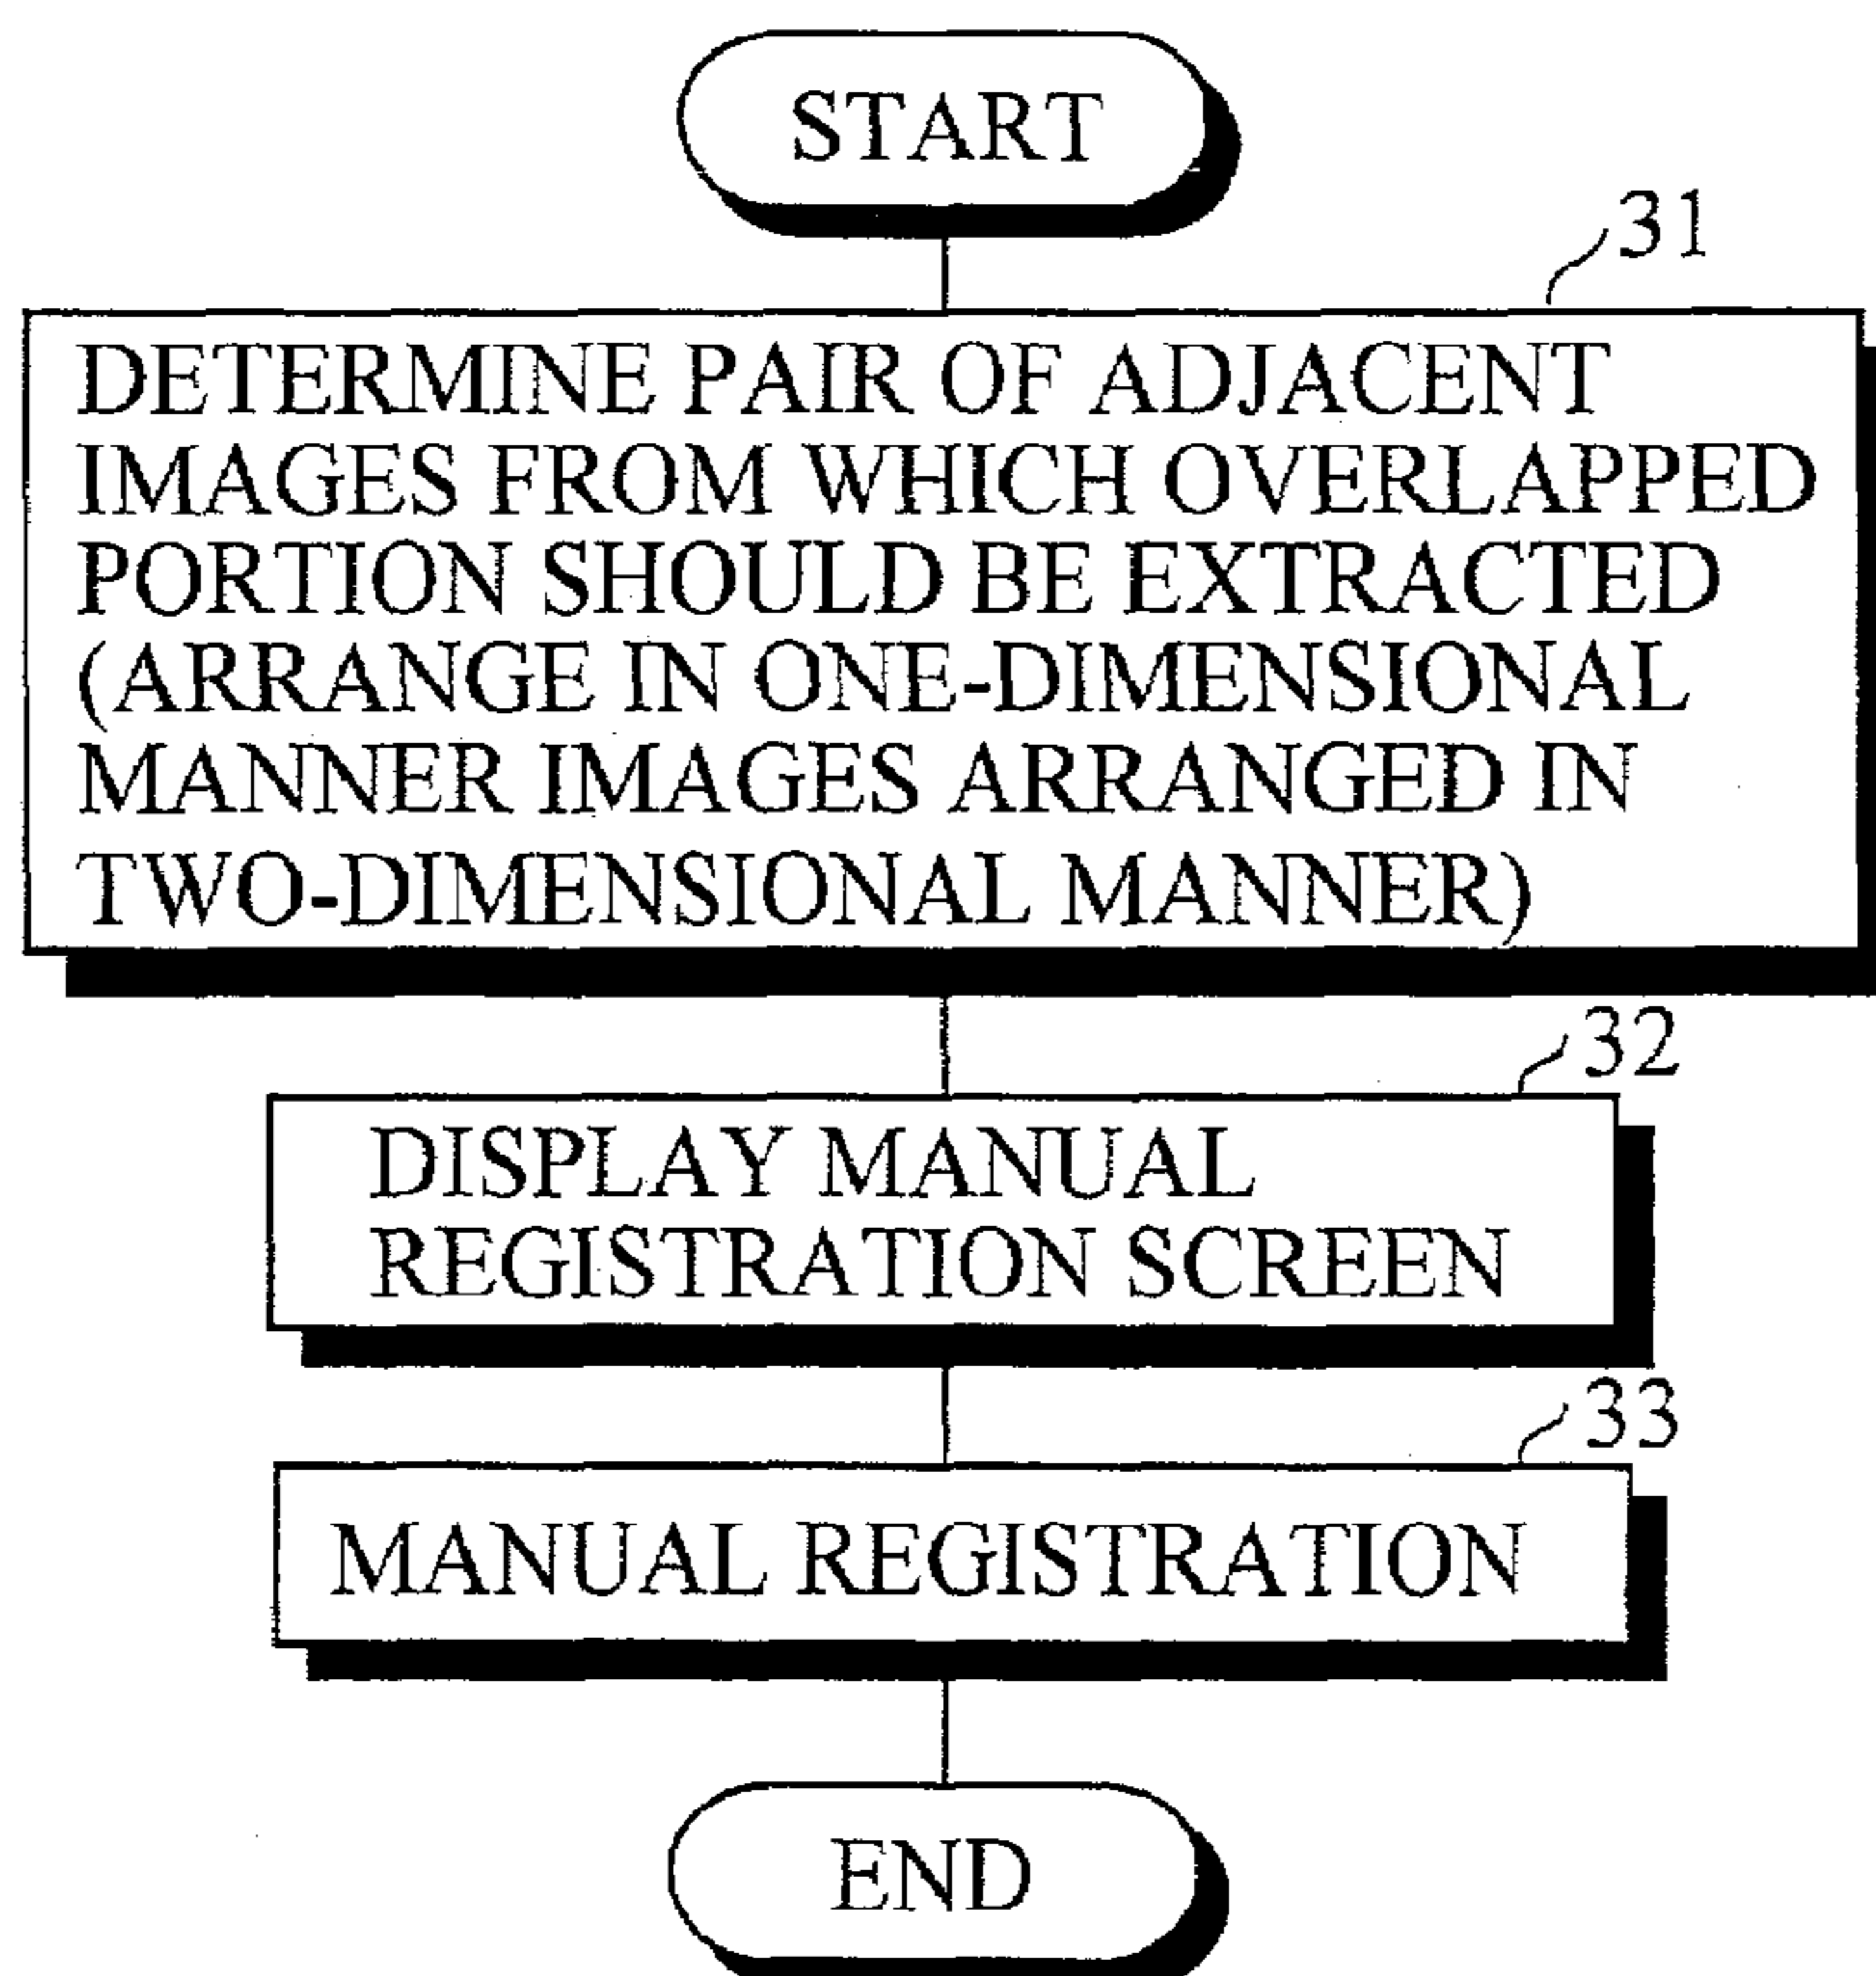 START
31
DETERMINE PAIR OF ADJACENT
IMAGES FROM WHICH OVERLAPPED
PORTION SHOULD BE EXTRACTED
(ARRANGE IN ONE-DIMENSIONAL
MANNER IMAGES ARRANGED IN
TWO-DIMENSIONAL MANNER)
32
DISPLAY MANUAL
REGISTRATION SCREEN
33
MANUAL REGISTRATION
END